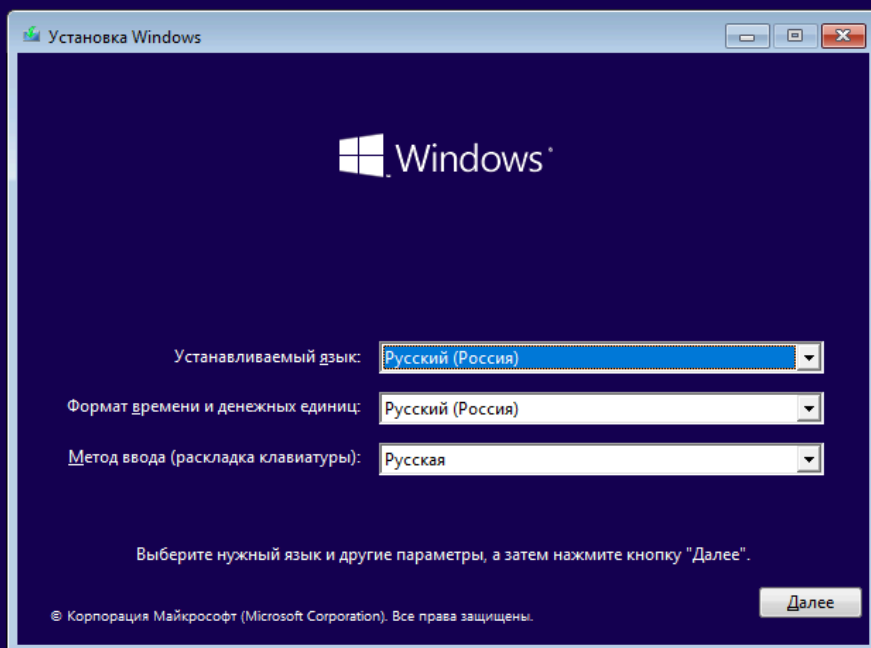 Установка Windows
Windows
Устанавливаемый язык: Русский (Россия)
Формат времени и денежных единиц: Русский (Россия)
Метод ввода (раскладка клавиатуры): Русская
Выберите нужный язык и другие параметры, а затем нажмите кнопку "Далее".
Далее
© Корпорация Майкрософт (Microsoft Corporation). Все права защищены.